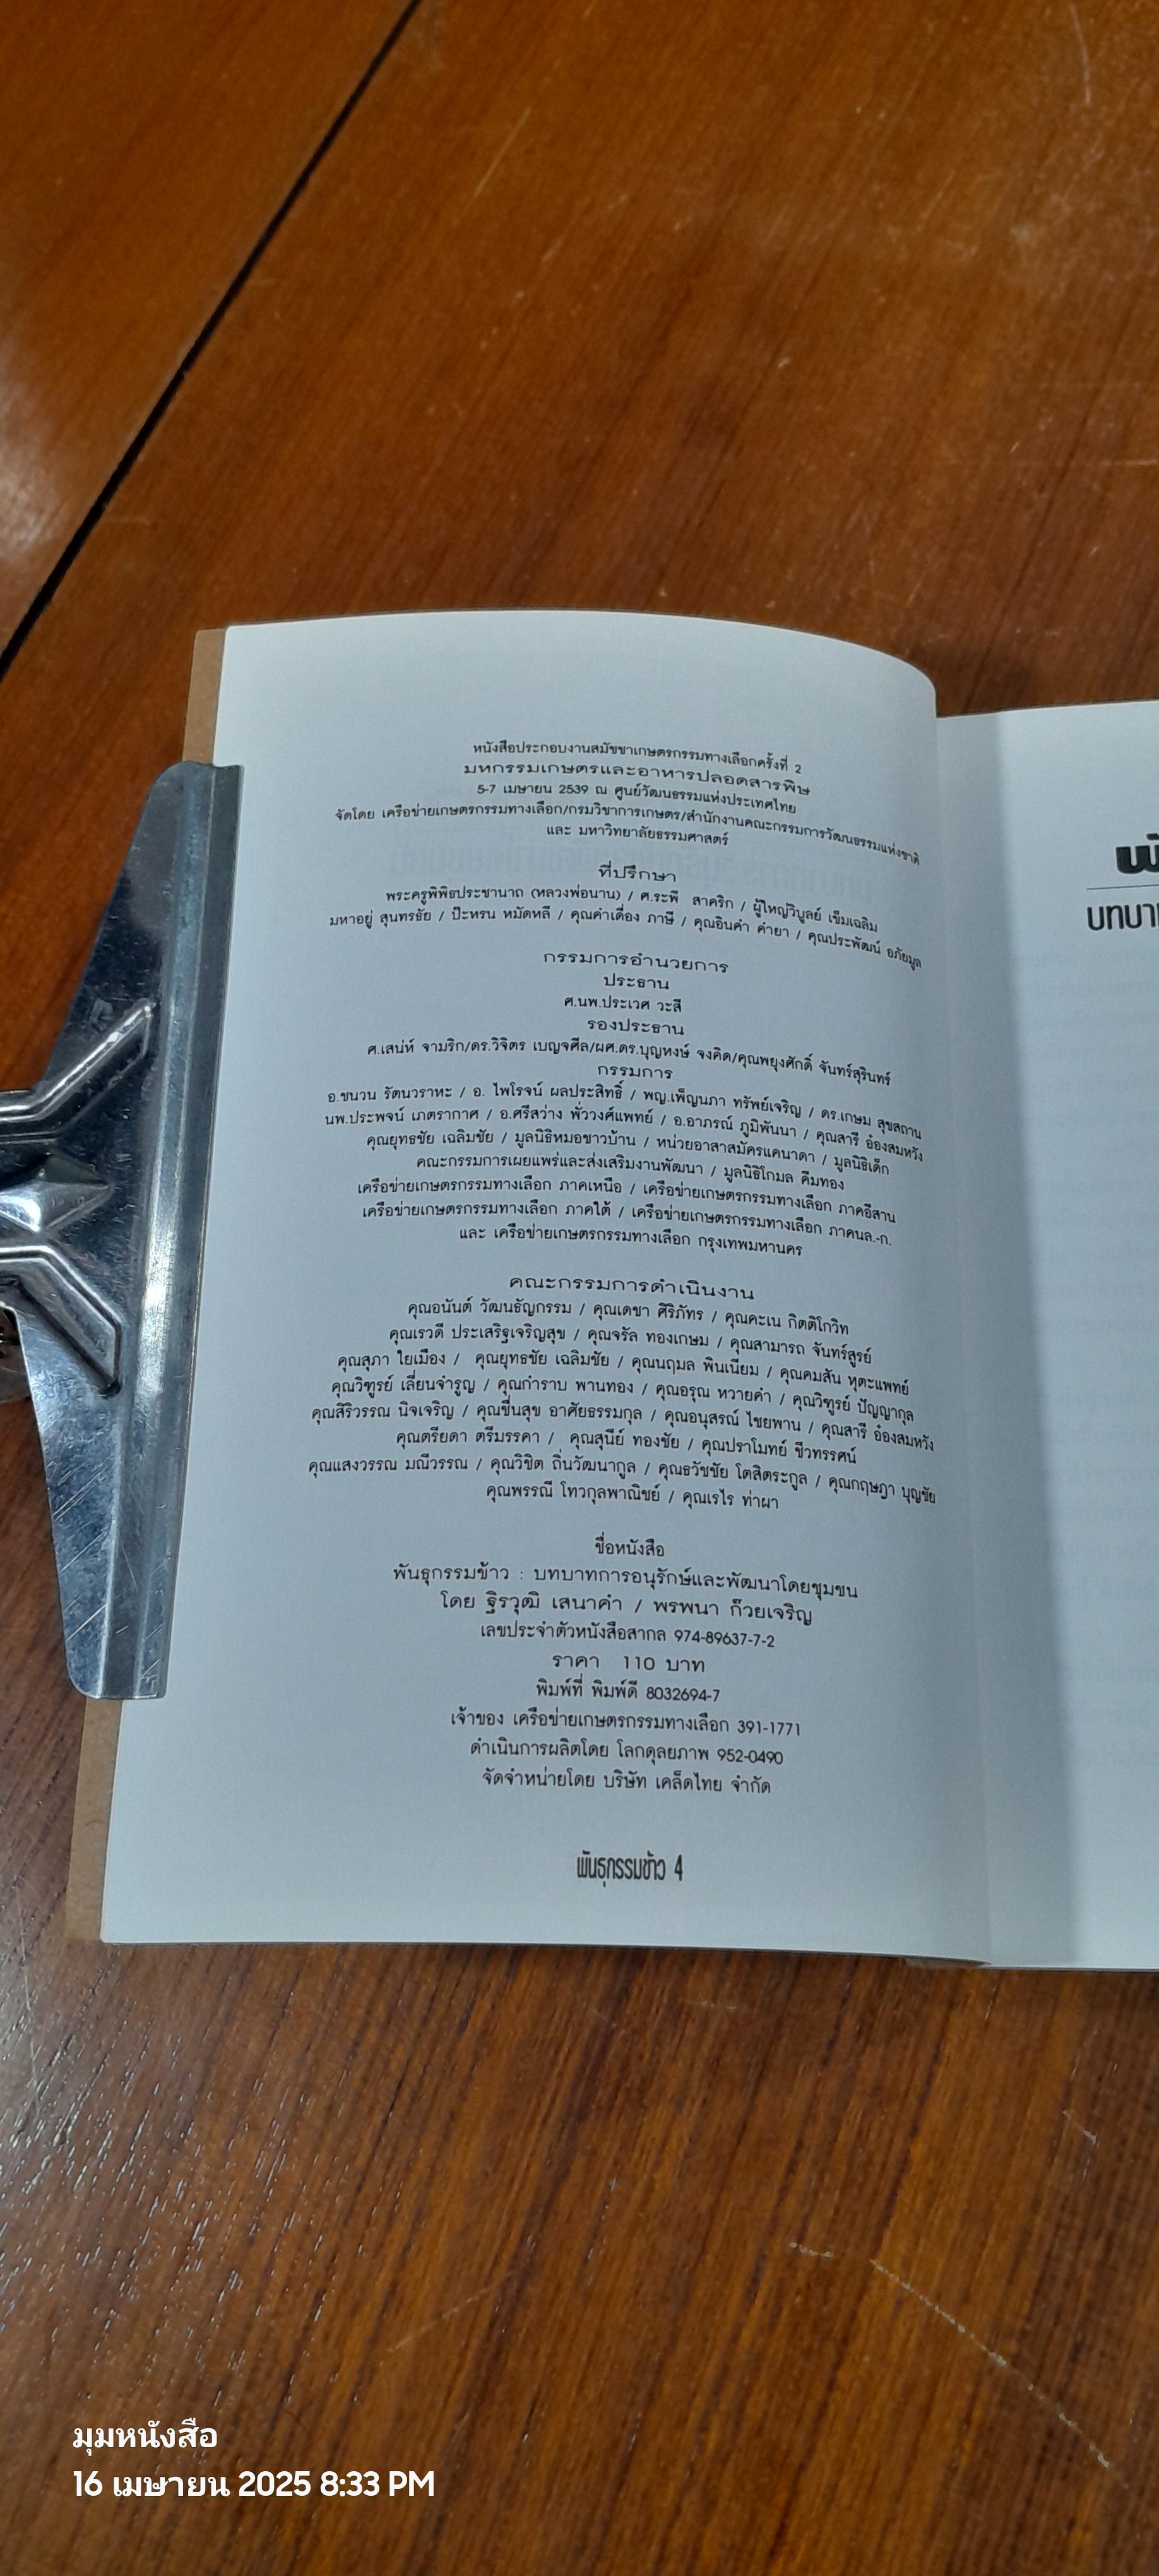 หนังสือประกอบงานสมัชชาเกษตรกรรมทางเลือกครั้งที่ 2
มหกรรมเกษตรและอาหารปลอดสารพิษ
5-7 เมษายน 2539 ณ ศูนย์วัฒนธรรมแห่งประเทศไทย
จัดโดย เครือข่ายเกษตรกรรมทางเลือก/กรมวิชาการเกษตร/สำนักงานคณะกรรมการวัฒนธรรมแห่งชาติ
และ มหาวิทยาลัยธรรมศาสตร์
ที่ปรึกษา
พระครูพิพิธประชานาถ (หลวงพ่อนาน) / ศ.ระพี สาคริก / ผู้ใหญ่วิบูลย์ เข็มเฉลิม
มหาอยู่ สุนทรธัย / ป๊ะหรน หมัดหลี / คุณคำเดื่อง ภาษี / คุณอินคำ คำยา / คุณประพัฒน์ อภัยมูล
กรรมการอำนวยการ
ประธาน
ศ.นพ.ประเวศ วะสี
รองประธาน
ศ.เสน่ห์ จามริก/ดร.วิจิตร เบญจศีล/ผศ.ดร.บุญหงษ์ จงคิด/คุณพยุงศักดิ์ จันทร์สุรินทร์
กรรมการ
อ.ชนวน รัตนวราหะ / อ. ไพโรจน์ ผลประสิทธิ์ / พญ.เพ็ญนภา ทรัพย์เจริญ / ดร.เกษม สุขสถาน
นพ.ประพจน์ เภตรากาศ / อ.ศรีสว่าง พั่ววงศ์แพทย์ / อ.อาภรณ์ ภูมิพันนา / คุณสารี อ๋องสมหวัง
คุณยุทธชัย เฉลิมชัย / มูลนิธิหมอชาวบ้าน / หน่วยอาสาสมัครแคนาดา / มูลนิธิเด็ก
คณะกรรมการเผยแพร่และส่งเสริมงานพัฒนา / มูลนิธิโกมล คีมทอง
เครือข่ายเกษตรกรรมทางเลือก ภาคเหนือ / เครือข่ายเกษตรกรรมทางเลือก ภาคอีสาน
เครือข่ายเกษตรกรรมทางเลือก ภาคใต้ / เครือข่ายเกษตรกรรมทางเลือก ภาคนล.-ก.
และ เครือข่ายเกษตรกรรมทางเลือก กรุงเทพมหานคร
คณะกรรมการดำเนินงาน
คุณอนันต์ วัฒนธัญกรรม / คุณเดชา ศิริภัทร / คุณคะเน กิตติโกวิท
คุณเรวดี ประเสริฐเจริญสุข / คุณจรัล ทองเกษม / คุณสามารถ จันทร์สูรย์
คุณสุภา ใยเมือง / คุณยุทธชัย เฉลิมชัย / คุณนฤมล พินเนียม / คุณคมสัน หุตะแพทย์
คุณวิฑูรย์ เลี่ยนจำรูญ / คุณกำราบ พานทอง / คุณอรุณ หวายคำ / คุณวิฑูรย์ ปัญญากุล
คุณสิริวรรณ นิจเจริญ / คุณชื่นสุข อาศัยธรรมกุล / คุณอนุสรณ์ ไชยพาน / คุณสารี อ๋องสมหวัง
คุณตรียดา ตรีมรรคา / คุณสุนีย์ ทองชัย / คุณปราโมทย์ ชีวทรรศน์
คุณแสงวรรณ มณีวรรณ / คุณวิชิต ถิ่นวัฒนากูล / คุณธวัชชัย โตสิตระกูล / คุณกฤษฎา บุญชัย
คุณพรรณี โทวกุลพาณิชย์ / คุณเรไร ท่าผา
ชื่อหนังสือ
พันธุกรรมข้าว : บทบาทการอนุรักษ์และพัฒนาโดยชุมชน
โดย ฐิรวุฒิ เสนาคำ / พรพนา ก๊วยเจริญ
เลขประจำตัวหนังสือสากล 974-89637-7-2
ราคา 110 บาท
พิมพ์ที่ พิมพ์ดี 8032694-7
เจ้าของ เครือข่ายเกษตรกรรมทางเลือก 391-1771
ดำเนินการผลิตโดย โลกดุลยภาพ 952-0490
จัดจำหน่ายโดย บริษัท เคล็ดไทย จำกัด
พันธุกรรมข้าว 4
มุมหนังสือ
16 เมษายน 2025 8:33 PM